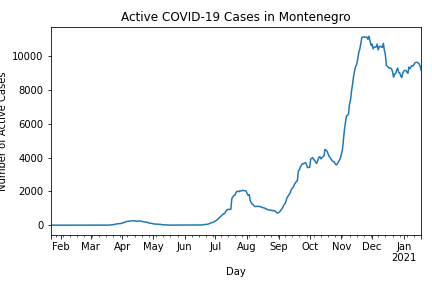 Active COVID-19 Cases in Montenegro
Number of Active Cases
10000
8000
6000
4000
2000
0
Feb Mar Apr May Jun Jul Aug Sep Oct Nov Dec Jan
2021
Day